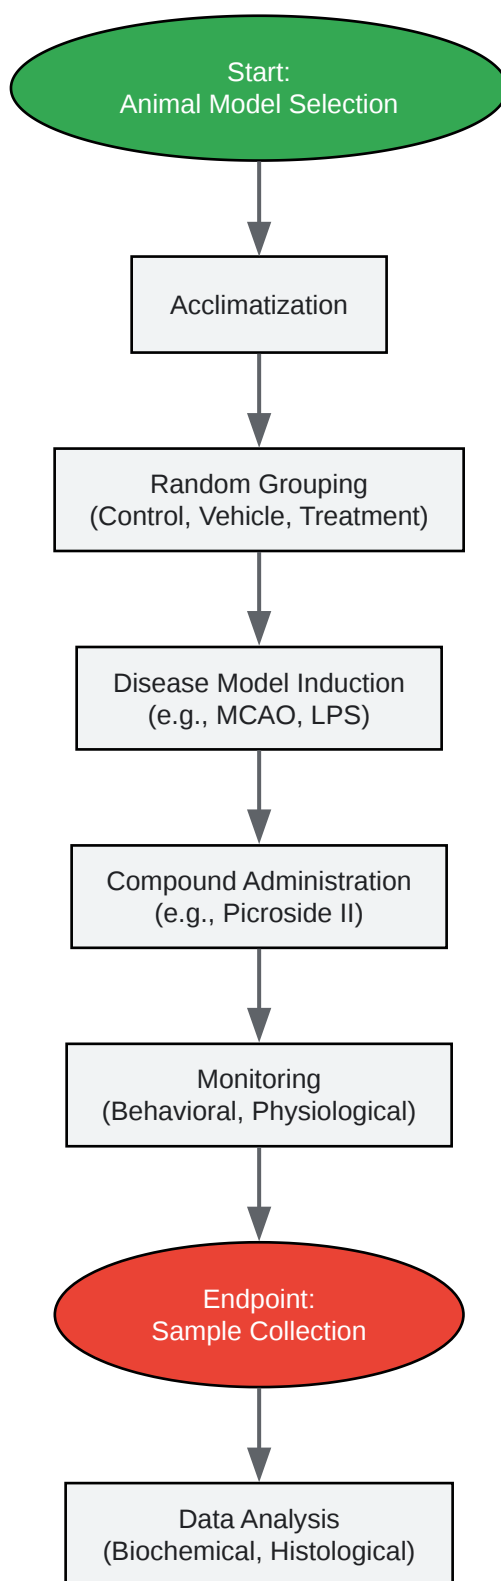 Start:
Animal Model Selection
Acclimatization
Random Grouping
(Control, Vehicle, Treatment)
Disease Model Induction
(e.g., MCAO, LPS)
Compound Administration
(e.g., Picroside II)
Monitoring
(Behavioral, Physiological)
Endpoint:
Sample Collection
Data Analysis
(Biochemical, Histological)